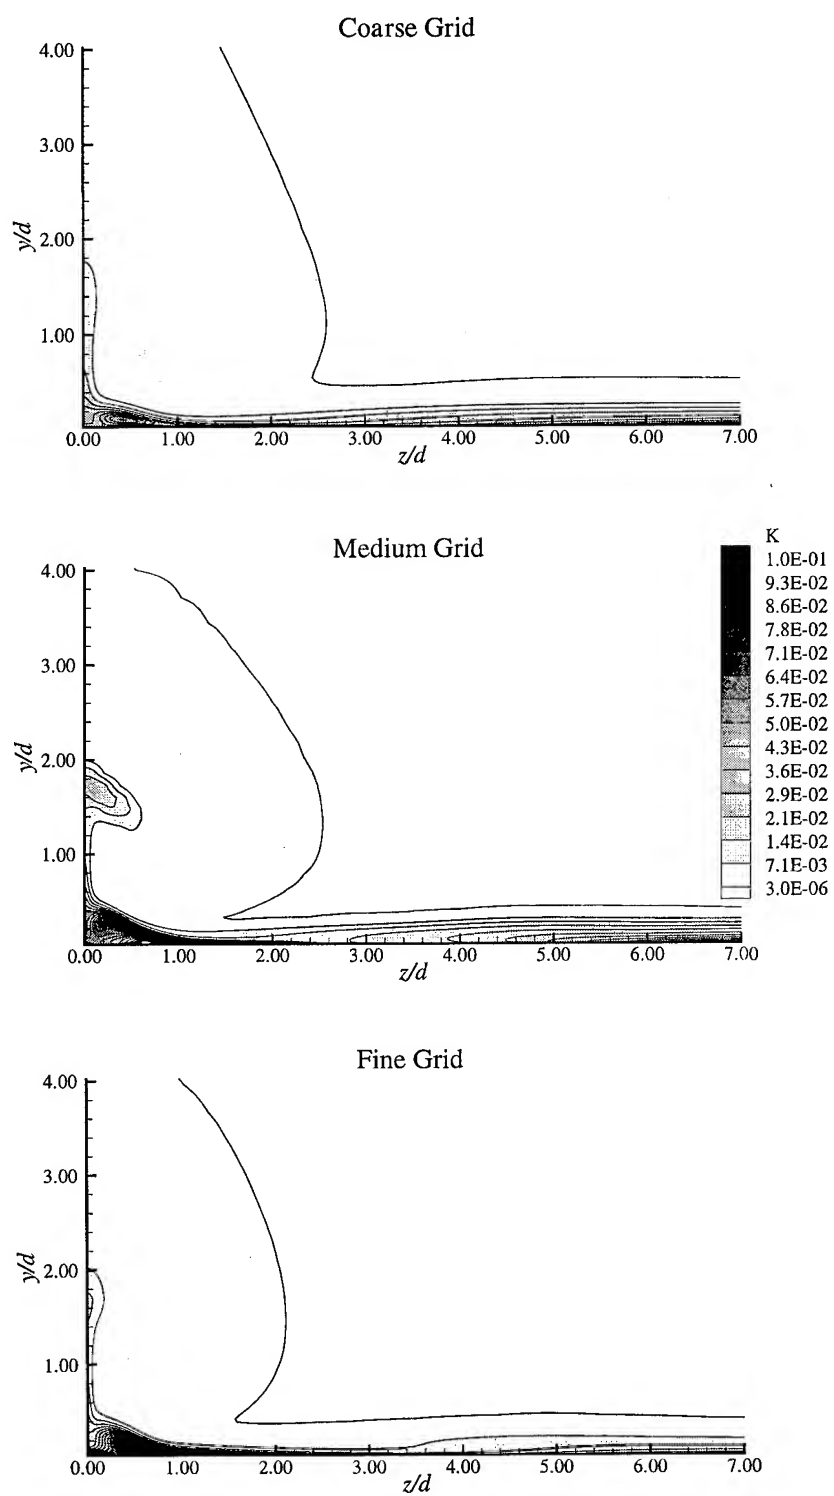 Coarse Grid
4.00
3.00
2.00
1.00
y/d
0.00 1.00 2.00 3.00 4.00 5.00 6.00 7.00
z/d
Medium Grid
4.00
3.00
2.00
1.00
y/d
0.00 1.00 2.00 3.00 4.00 5.00 6.00 7.00
z/d
K
1.0E-01
9.3E-02
8.6E-02
7.8E-02
7.1E-02
6.4E-02
5.7E-02
5.0E-02
4.3E-02
3.6E-02
2.9E-02
2.1E-02
1.4E-02
7.1E-03
3.0E-06
Fine Grid
4.00
3.00
2.00
1.00
y/d
0.00 1.00 2.00 3.00 4.00 5.00 6.00 7.00
z/d